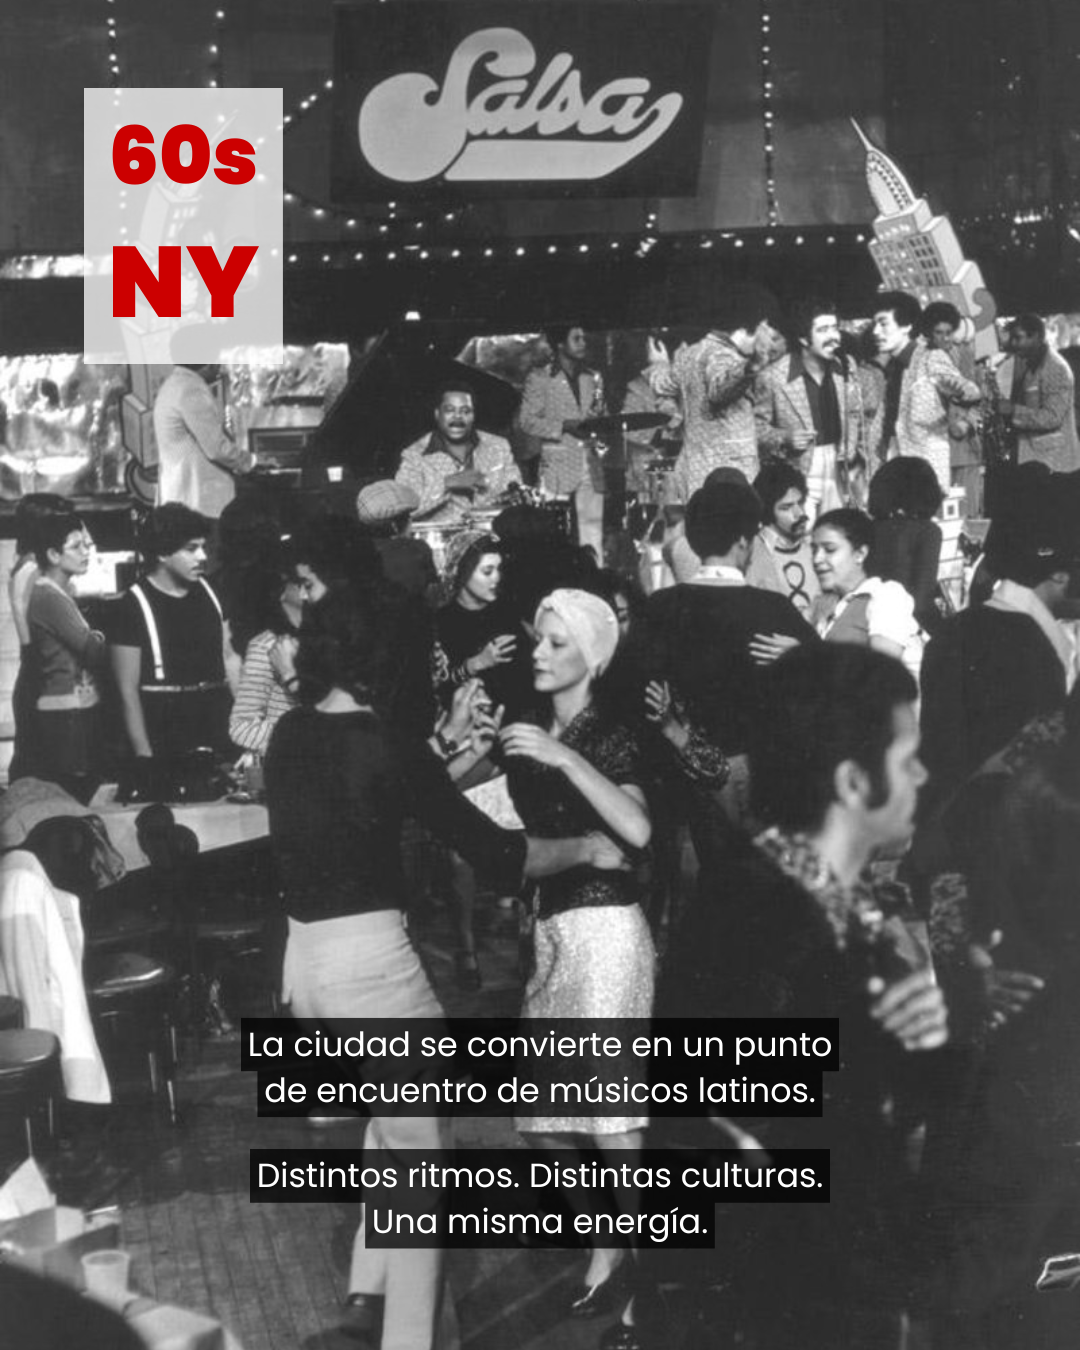 Salsa
60s
NY
La ciudad se convierte en un punto
de encuentro de músicos latinos.
Distintos ritmos. Distintas culturas.
Una misma energía.